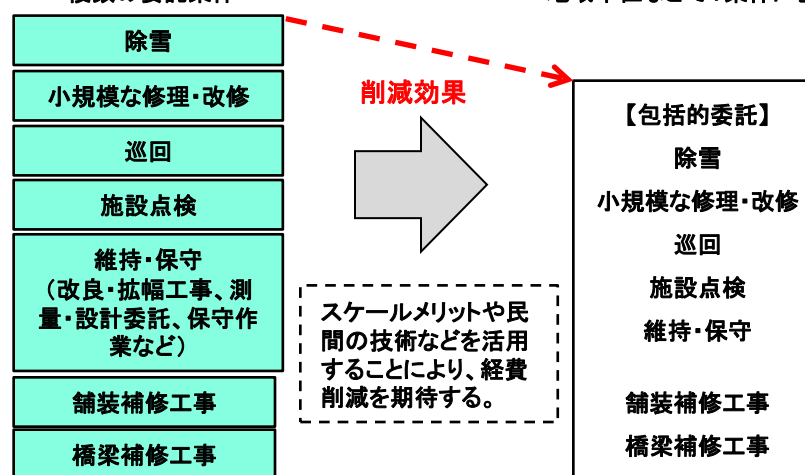 除雪
小規模な修理・改修
巡回
施設点検
維持・保守
（改良・拡幅工事、測
量・設計委託、保守作
業など）
舗装補修工事
橋梁補修工事
削減効果
スケールメリットや民
間の技術などを活用
することにより、経費
削減を期待する。
【包括的委託】
除雪
小規模な修理・改修
巡回
施設点検
維持・保守
舗装補修工事
橋梁補修工事